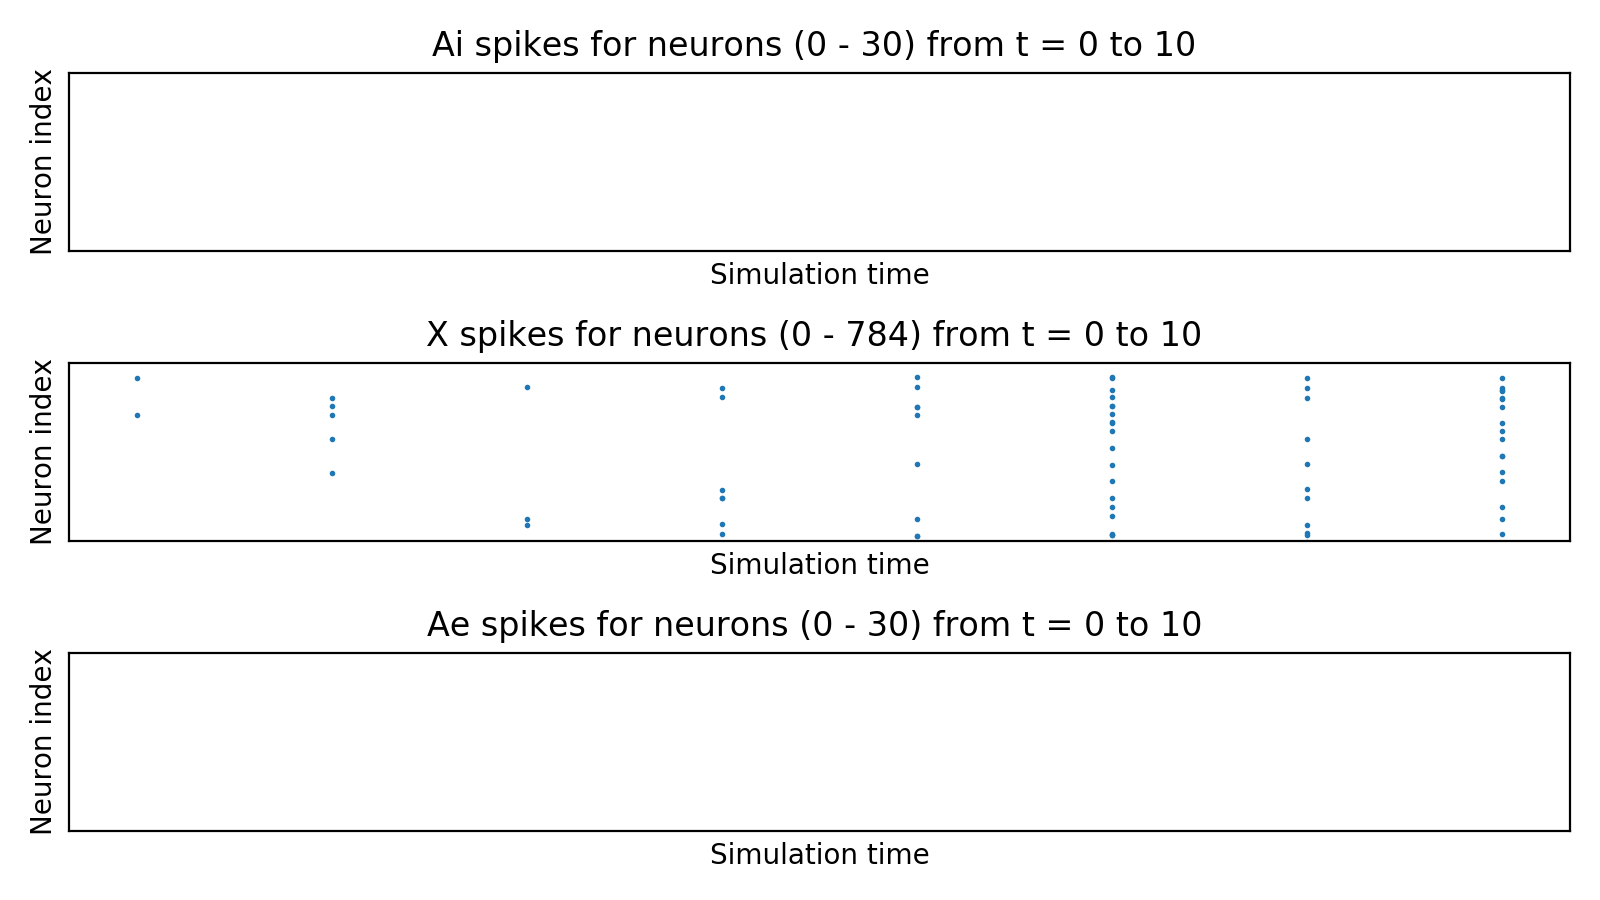 Ai spikes for neurons (0 - 30) from t = 0 to 10
Neuron index
Simulation time
X spikes for neurons (0 - 784) from t = 0 to 10
Neuron index
Simulation time
Ae spikes for neurons (0 - 30) from t = 0 to 10
Neuron index
Simulation time